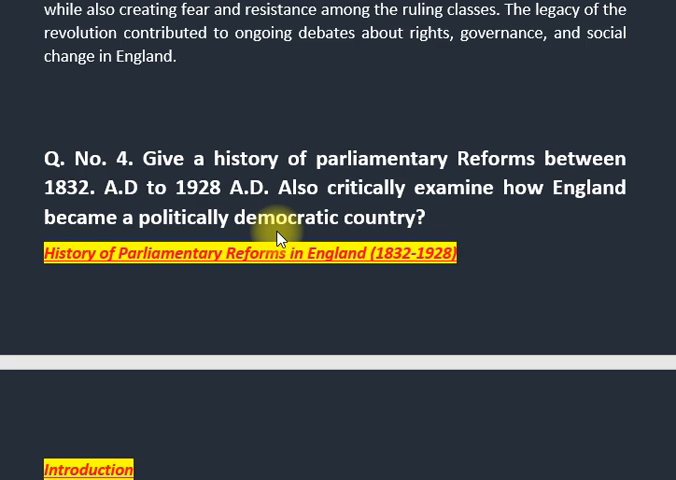 while also creating fear and resistance among the ruling classes. The legacy of the
revolution contributed to ongoing debates about rights, governance, and social
change in England.
Q. No. 4. Give a history of parliamentary Reforms between
1832. A.D to 1928 A.D. Also critically examine how England
became a politically democratic country?
History of Parliamentary Reforms in England (1832-1928)
Introduction